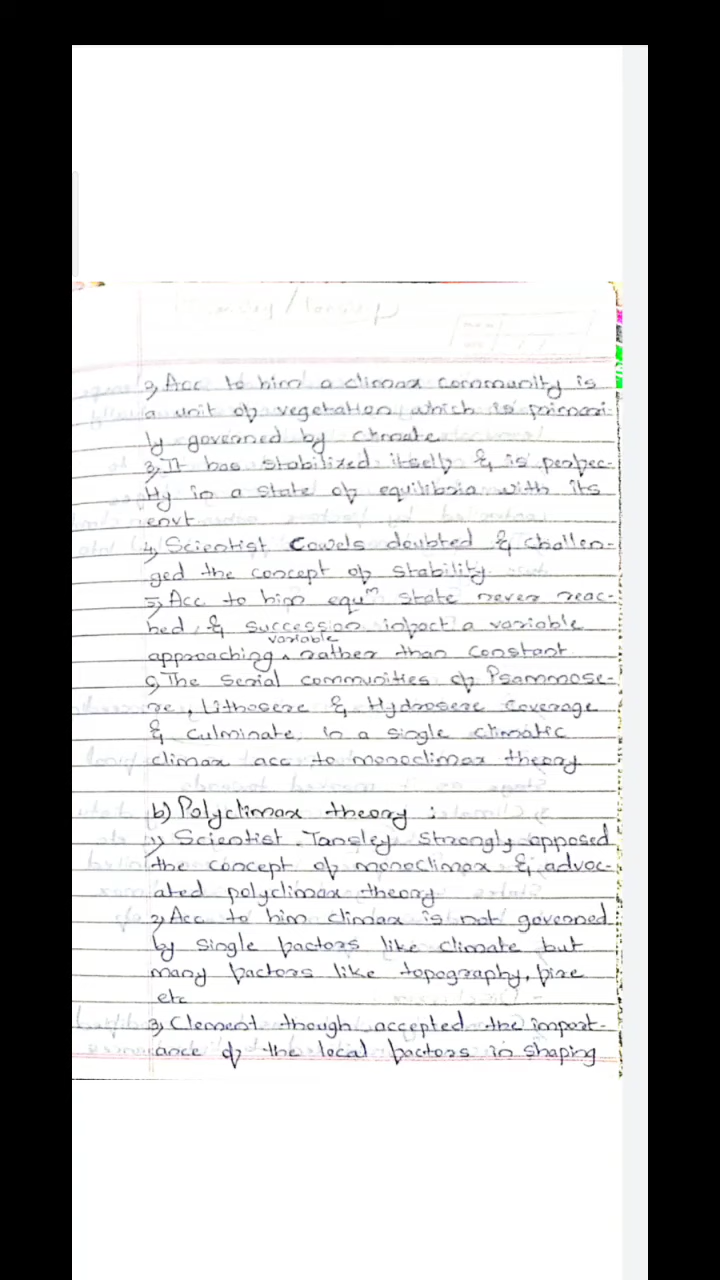 2) Acc to him a climax community is
a unit of vegetation which is primari-
ly governed by climate
3) It has stabilized itself & is perfec-
tly in a state of equilibria with its
envt
4) Scientist Cowels doubted & challen-
ged the concept of stability
5) Acc to him equm state never reac-
hed, & succession infact a variable
approaching variable rather than constant
6) The serial communities of Psammose-
re, Lithosere & Hydrosere coverage
& culminate in a single climatic
climax acc to monoclimax theory
b) Polyclimax theory :
1) Scientist Tansley strongly opposed
the concept of monoclimax & advoc-
ated polyclimax theory
2) Acc to him climax is not governed
by single factors like climate but
many factors like topography, fire
etc
3) Clement though accepted the import-
ance of the local factors in shaping